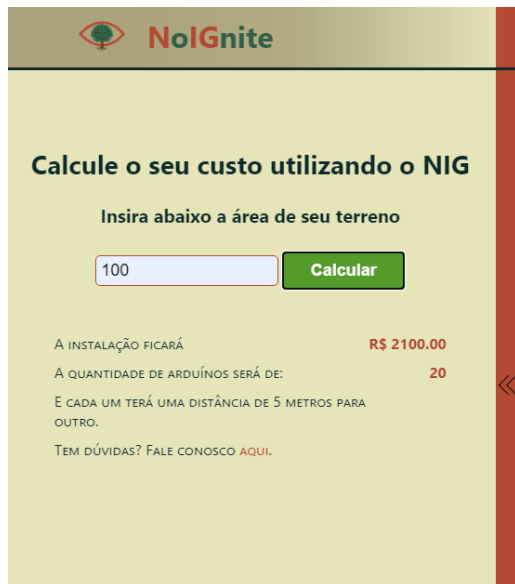 NoIGnite
Calcule o seu custo utilizando o NIG
Insira abaixo a área de seu terreno
100 Calcular
A instalação ficará R$ 2100.00
A quantidade de arduínos será de: 20
E cada um terá uma distância de 5 metros para
outro.
Tem dúvidas? Fale conosco aqui.